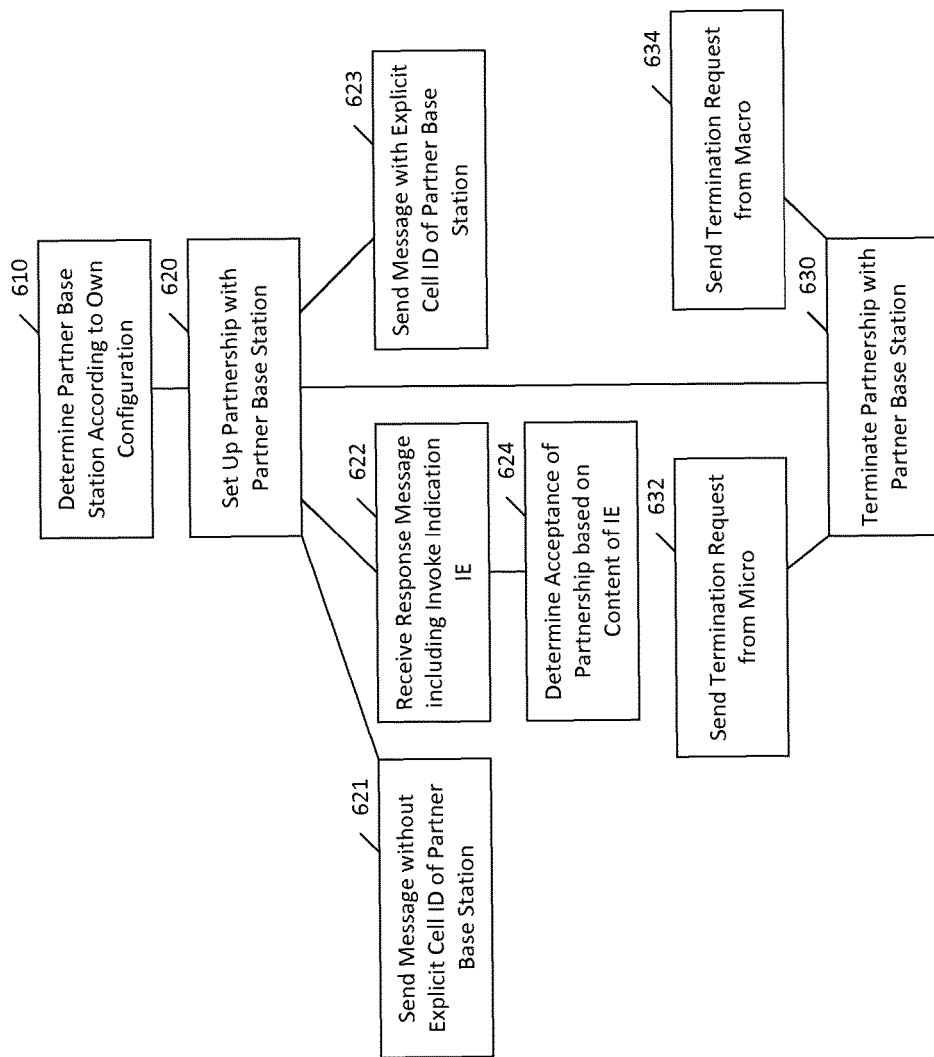 610
Determine Partner Base
Station According to Own
Configuration
620
Set Up Partnership with
Partner Base Station
621
Send Message without
Explicit Cell ID of Partner
Base Station
622
Receive Response Message
including Invoke Indication
IE
623
Send Message with Explicit
Cell ID of Partner Base
Station
624
Determine Acceptance of
Partnership based on
Content of IE
632
Send Termination Request
from Micro
634
Send Termination Request
from Macro
630
Terminate Partnership with
Partner Base Station